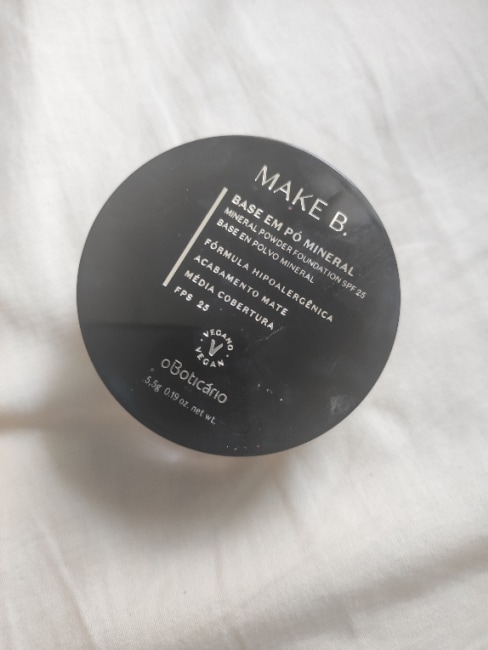 MAKE B.
BASE EM PÓ MINERAL
MINERAL POWDER FOUNDATION SPF 25
BASE EN POLVO MINERAL
FÓRMULA HIPOALERGÊNICA
ACABAMENTO MATE
MÉDIA COBERTURA
FPS 25
VEGANO
VEGAN
oBoticário
5,5g 0.19 oz. net wt.